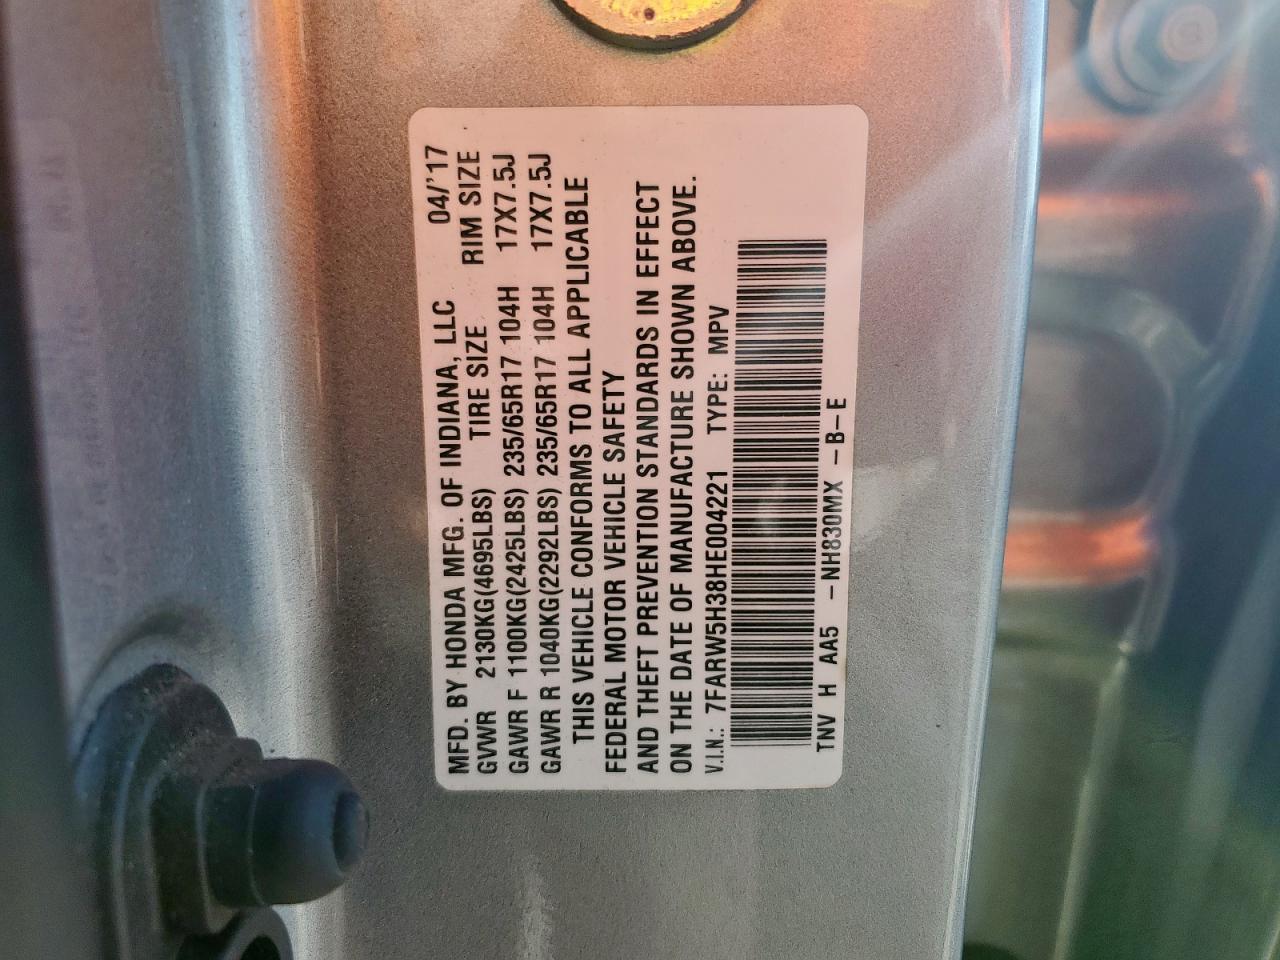 MFD. BY HONDA MFG. OF INDIANA, LLC 04/'17
GVWR 2130KG(4695LBS) TIRE SIZE RIM SIZE
GAWR F 1100KG(2425LBS) 235/65R17 104H 17X7.5J
GAWR R 1040KG(2292LBS) 235/65R17 104H 17X7.5J
THIS VEHICLE CONFORMS TO ALL APPLICABLE
FEDERAL MOTOR VEHICLE SAFETY
AND THEFT PREVENTION STANDARDS IN EFFECT
ON THE DATE OF MANUFACTURE SHOWN ABOVE.
V.I.N.: 7FARW5H38HE004221 TYPE: MPV
TNV H AA5 -NH830MX -B-E